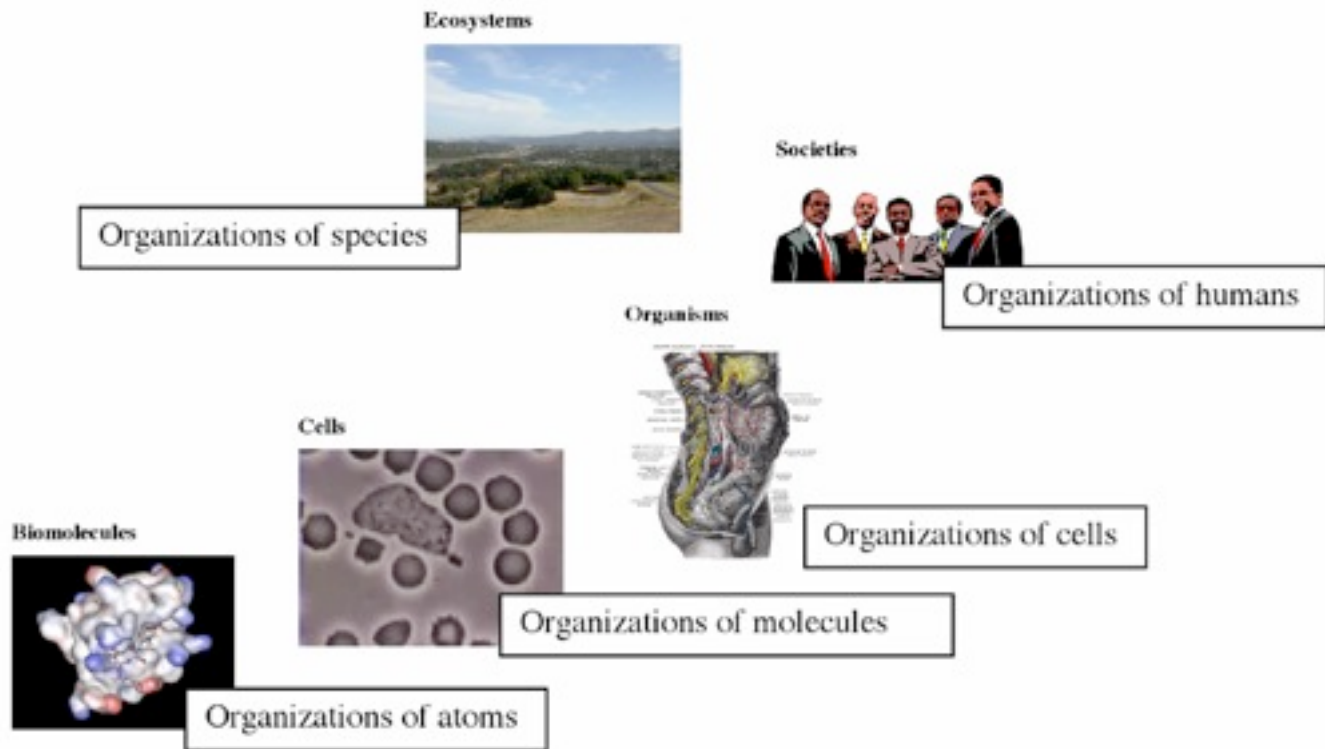 Ecosystems
Societies
Organizations of species
Organizations of humans
Organisms
Cells
Organizations of cells
Biomolecules
Organizations of molecules
Organizations of atoms